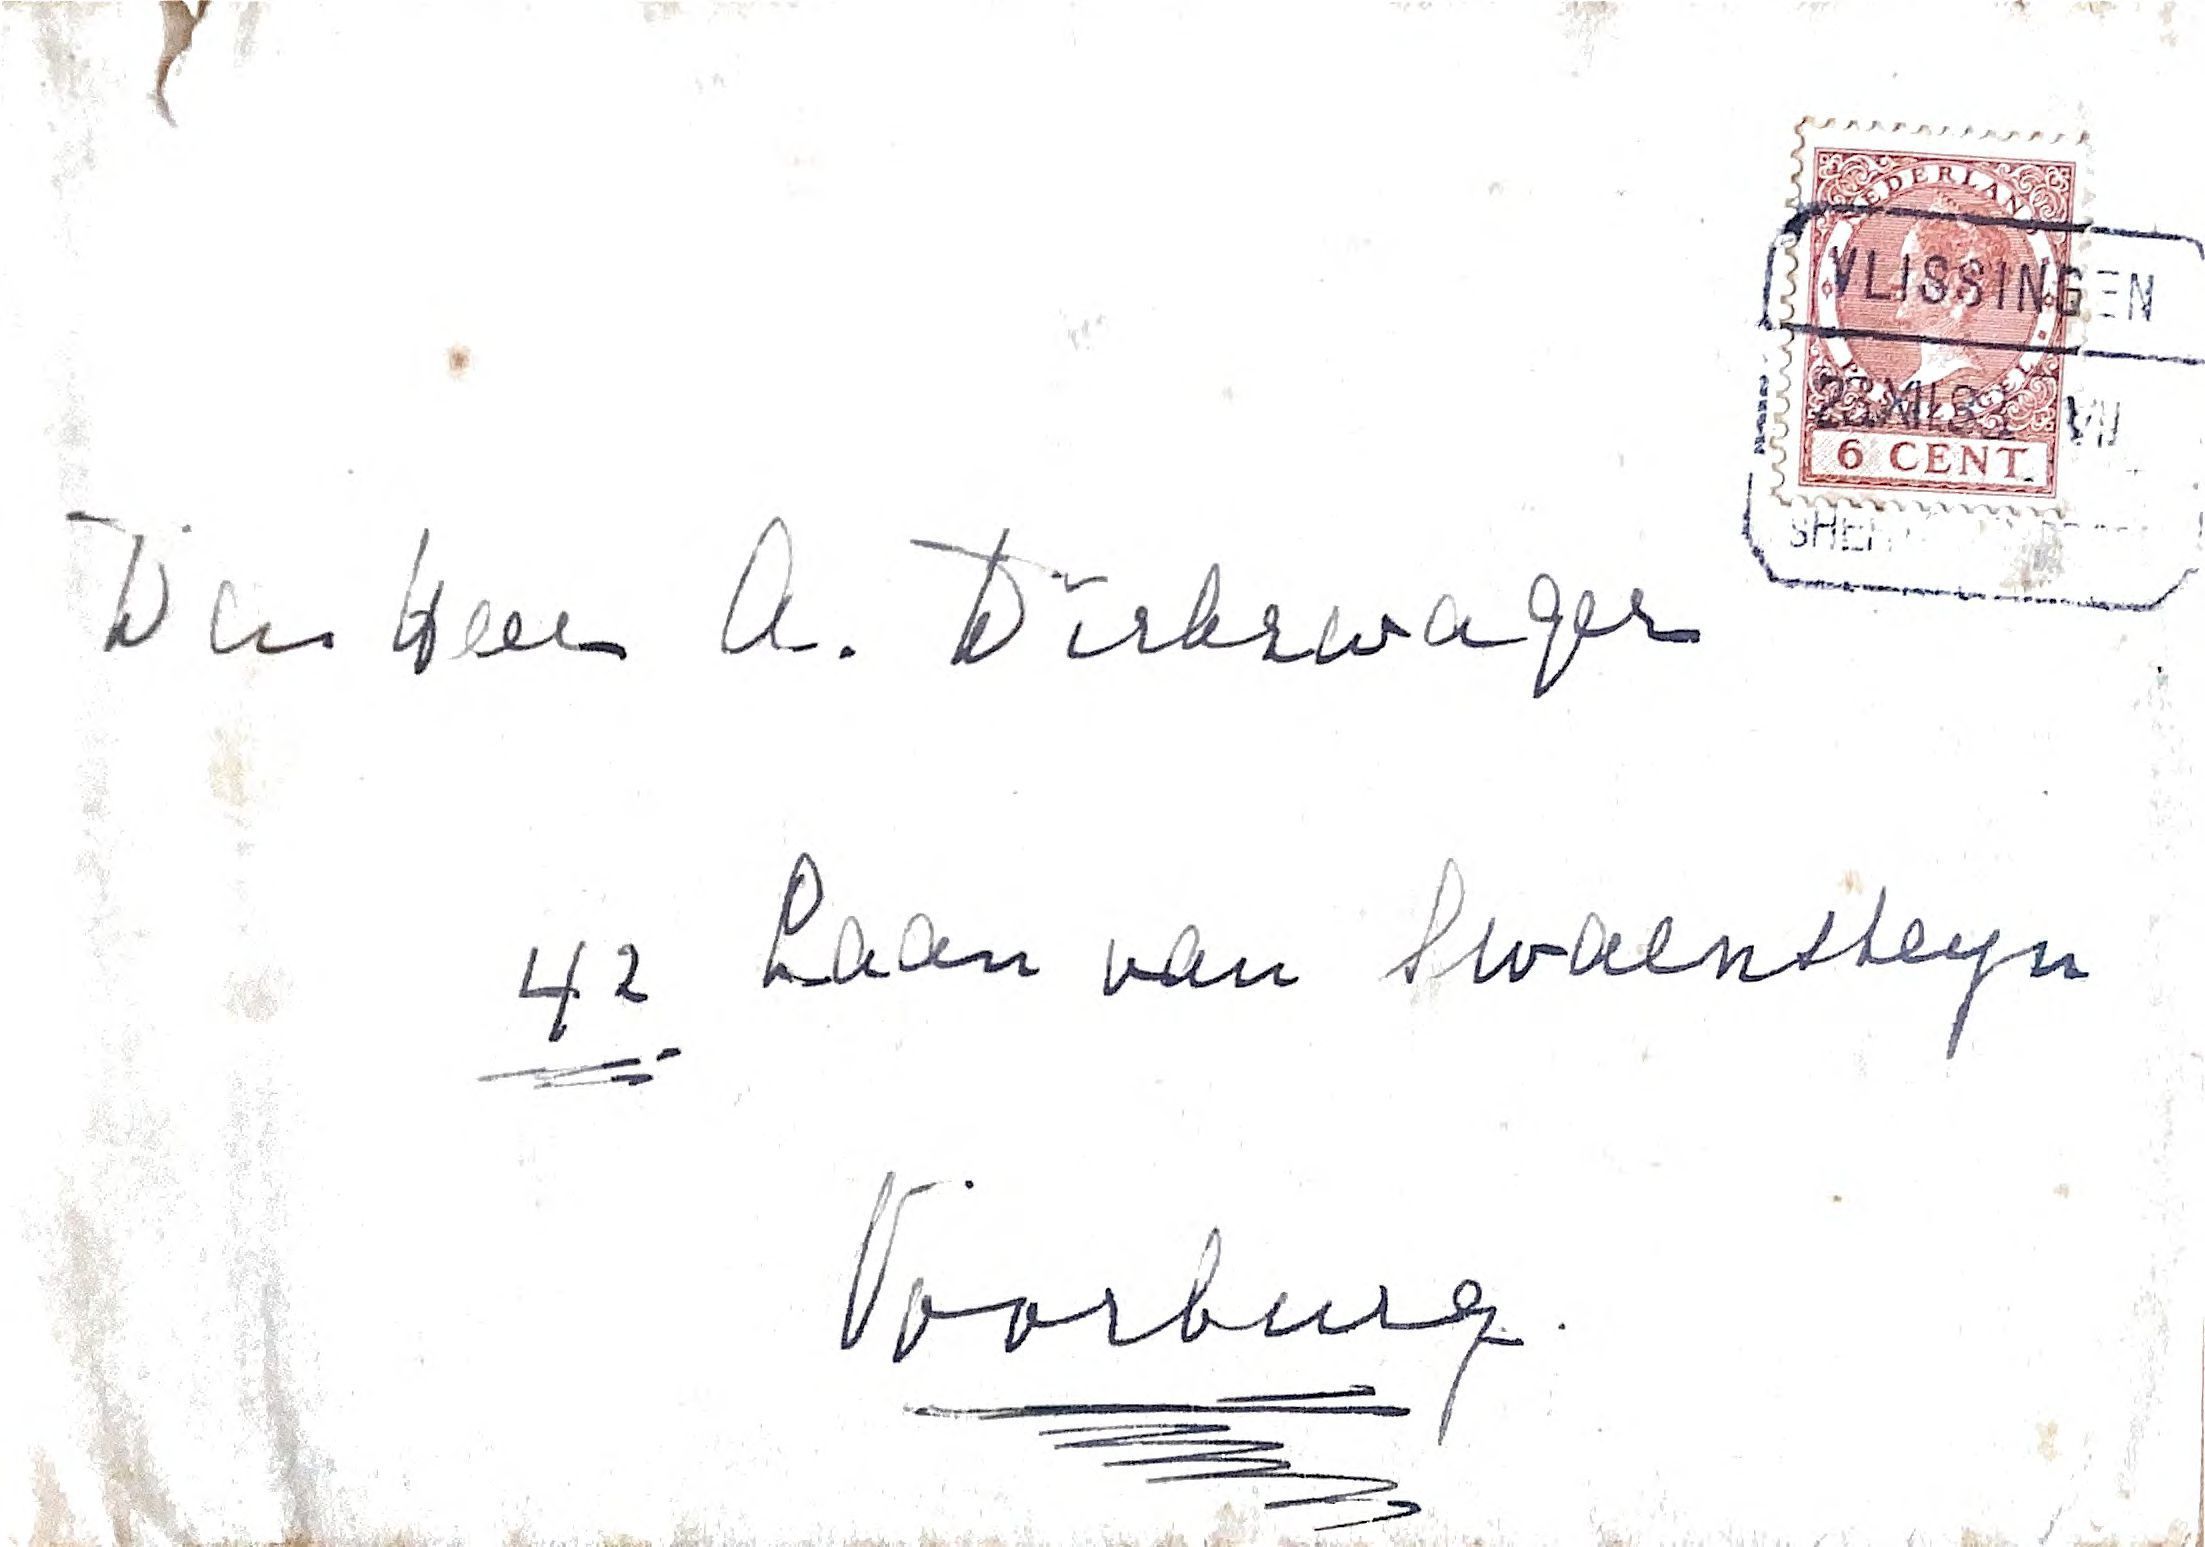 NEDERLAND
VLISSINGEN
6 CENT
Den Heer A. Dirkzwager
42 Laan van Swaensteyn
Voorburg.